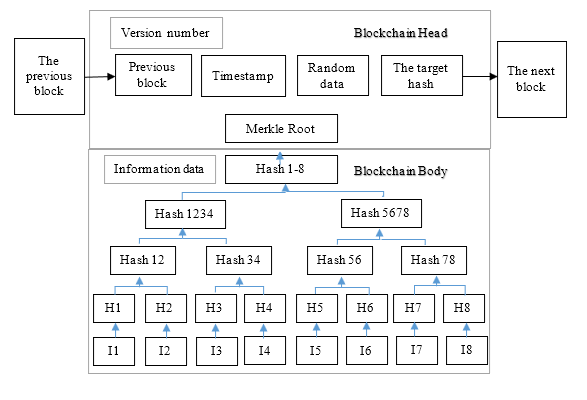 Version number
Blockchain Head
The
previous
block
Previous
block
Timestamp
Random
data
The target
hash
The next
block
Merkle Root
Information data
Hash 1-8
Blockchain Body
Hash 1234
Hash 5678
Hash 12
Hash 34
Hash 56
Hash 78
H1
H2
H3
H4
H5
H6
H7
H8
I1
I2
I3
I4
I5
I6
I7
I8